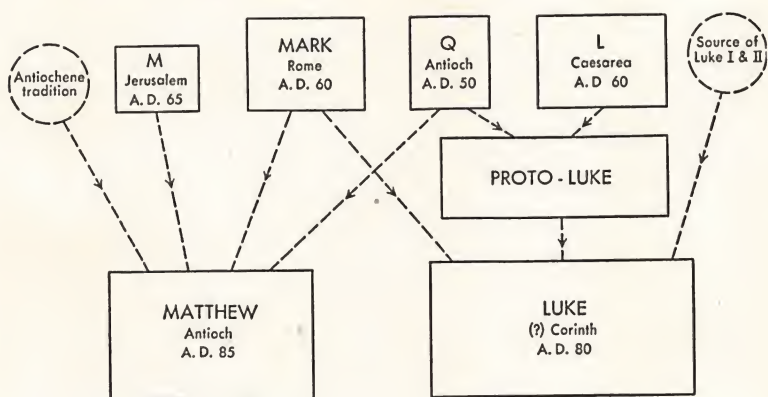 Antiochene
tradition
M
Jerusalem
A. D. 65
MARK
Rome
A. D. 60
Q
Antioch
A. D. 50
L
Caesarea
A. D 60
Source of
Luke I & II
PROTO - LUKE
MATTHEW
Antioch
A. D. 85
LUKE
(?) Corinth
A. D. 80